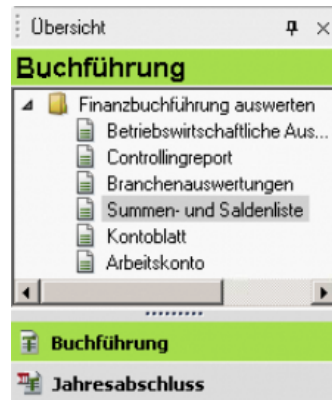 Übersicht
Buchführung
Finanzbuchführung auswerten
Betriebswirtschaftliche Aus...
Controllingreport
Branchenauswertungen
Summen- und Saldenliste
Kontoblatt
Arbeitskonto
Buchführung
Jahresabschluss